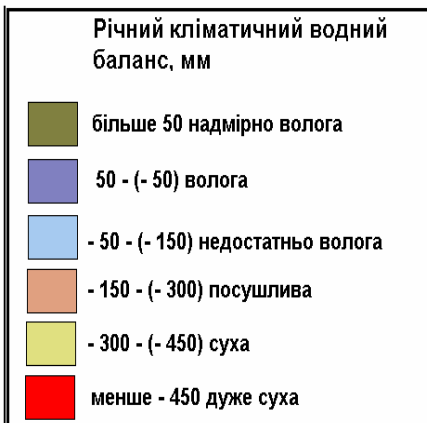 Річний кліматичний водний
баланс, мм
більше 50 надмірно волога
50 - (- 50) волога
- 50 - (- 150) недостатньо волога
- 150 - (- 300) посушлива
- 300 - (- 450) суха
менше - 450 дуже суха